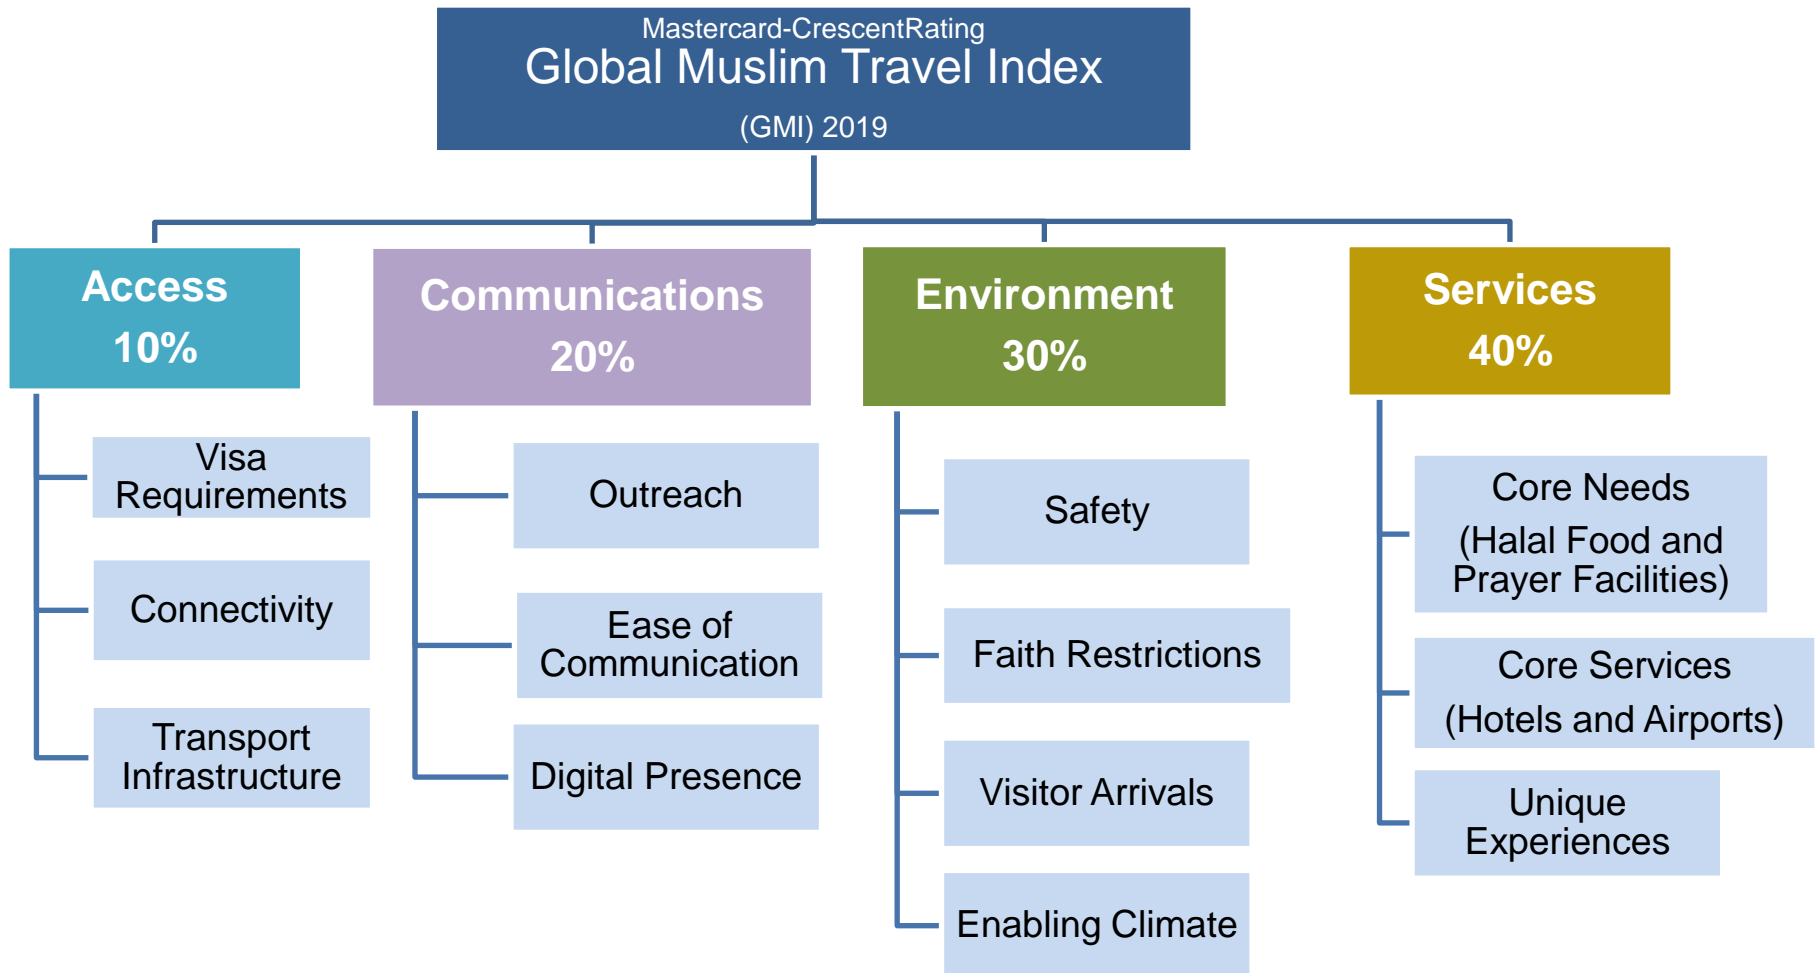 Mastercard-CrescentRating
Global Muslim Travel Index
(GMI) 2019
Access
10%
Visa
Requirements
Connectivity
Transport
Infrastructure
Communications
20%
Outreach
Ease of
Communication
Digital Presence
Environment
30%
Safety
Faith Restrictions
Visitor Arrivals
Enabling Climate
Services
40%
Core Needs
(Halal Food and
Prayer Facilities)
Core Services
(Hotels and Airports)
Unique
Experiences